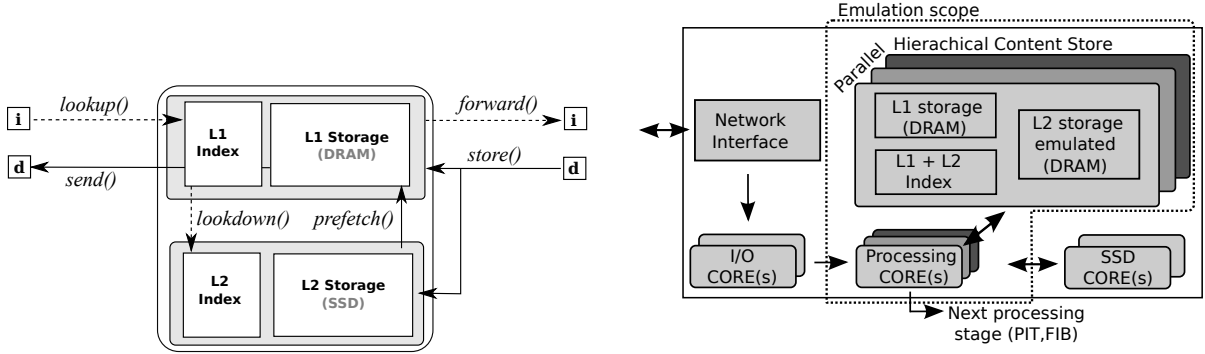 i
lookup()
L1
Index
L1 Storage
(DRAM)
forward()
i
d
send()
store()
d
lookdown()
prefetch()
L2
Index
L2 Storage
(SSD)
Emulation scope
Hierachical Content Store
Parallel
Network
Interface
L1 storage
(DRAM)
L1 + L2
Index
L2 storage
emulated
(DRAM)
I/O
CORE(s)
Processing
CORE(s)
SSD
CORE(s)
Next processing
stage (PIT,FIB)